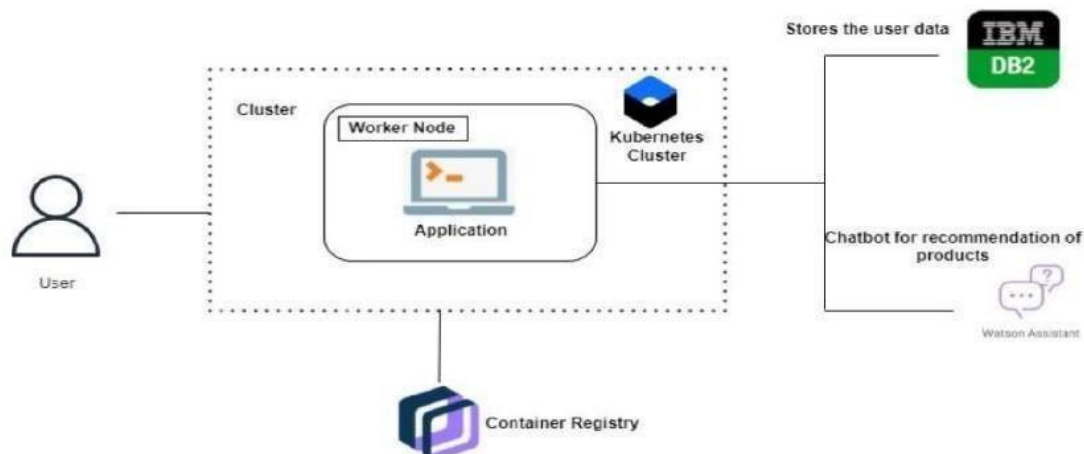 Stores the user data
IBM
DB2
Cluster
Worker Node
Kubernetes
Cluster
Application
User
Chatbot for recommendation of
products
Watson Assistant
Container Registry